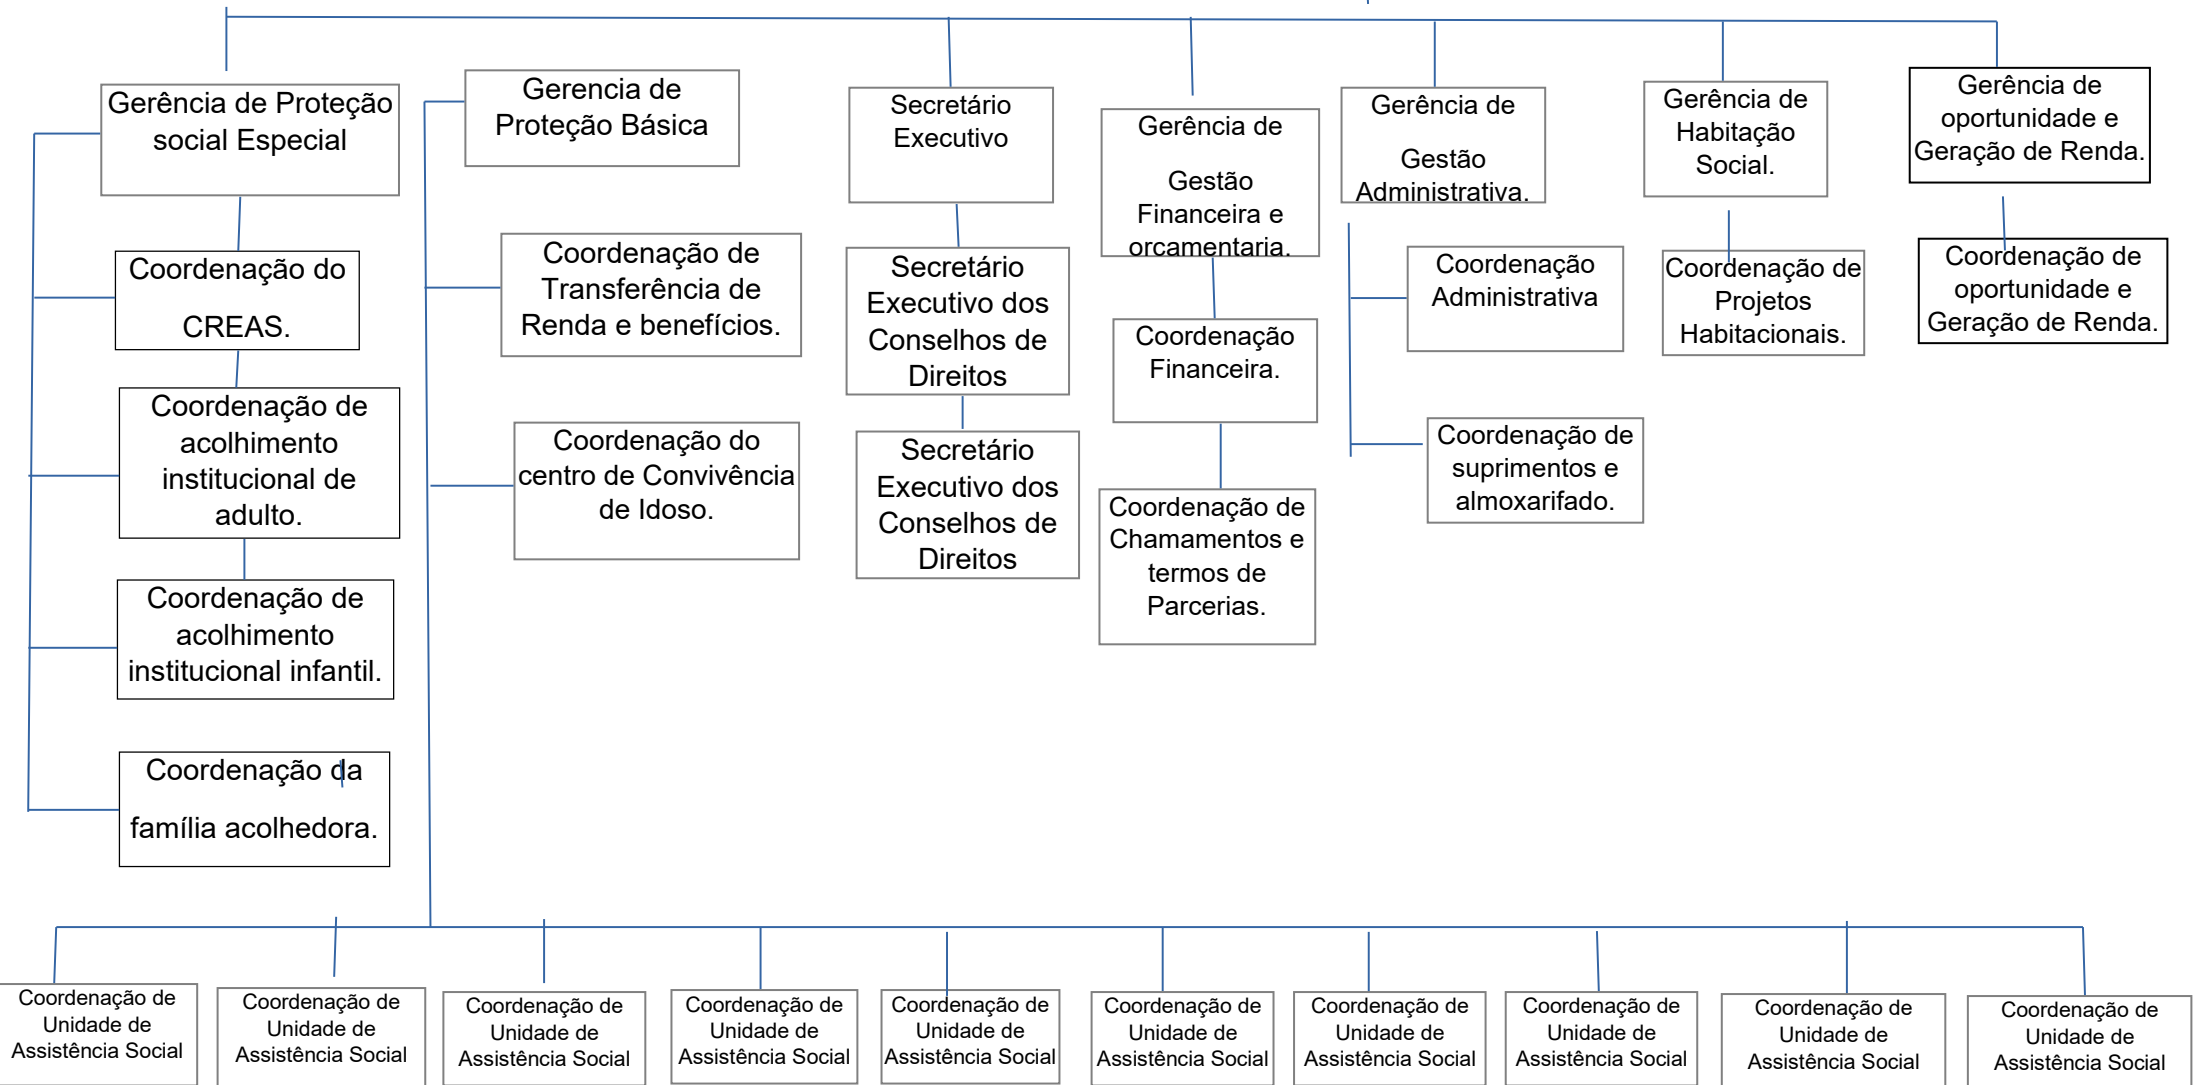 Gerência de Proteção
social Especial
Coordenação do
CREAS.
Coordenação de
acolhimento
institucional de
adulto.
Coordenação de
acolhimento
institucional infantil.
Coordenação da
família acolhedora.
Gerencia de
Proteção Básica
Coordenação de
Transferência de
Renda e benefícios.
Coordenação do
centro de Convivência
de Idoso.
Secretário
Executivo
Secretário
Executivo dos
Conselhos de
Direitos
Secretário
Executivo dos
Conselhos de
Direitos
Gerência de
Gestão
Financeira e
orcamentaria.
Coordenação
Financeira.
Coordenação de
Chamamentos e
termos de
Parcerias.
Gerência de
Gestão
Administrativa.
Coordenação
Administrativa
Coordenação de
suprimentos e
almoxarifado.
Gerência de
Habitação
Social.
Coordenação de
Projetos
Habitacionais.
Gerência de
oportunidade e
Geração de Renda.
Coordenação de
oportunidade e
Geração de Renda.
Coordenação de
Unidade de
Assistência Social
Coordenação de
Unidade de
Assistência Social
Coordenação de
Unidade de
Assistência Social
Coordenação de
Unidade de
Assistência Social
Coordenação de
Unidade de
Assistência Social
Coordenação de
Unidade de
Assistência Social
Coordenação de
Unidade de
Assistência Social
Coordenação de
Unidade de
Assistência Social
Coordenação de
Unidade de
Assistência Social
Coordenação de
Unidade de
Assistência Social